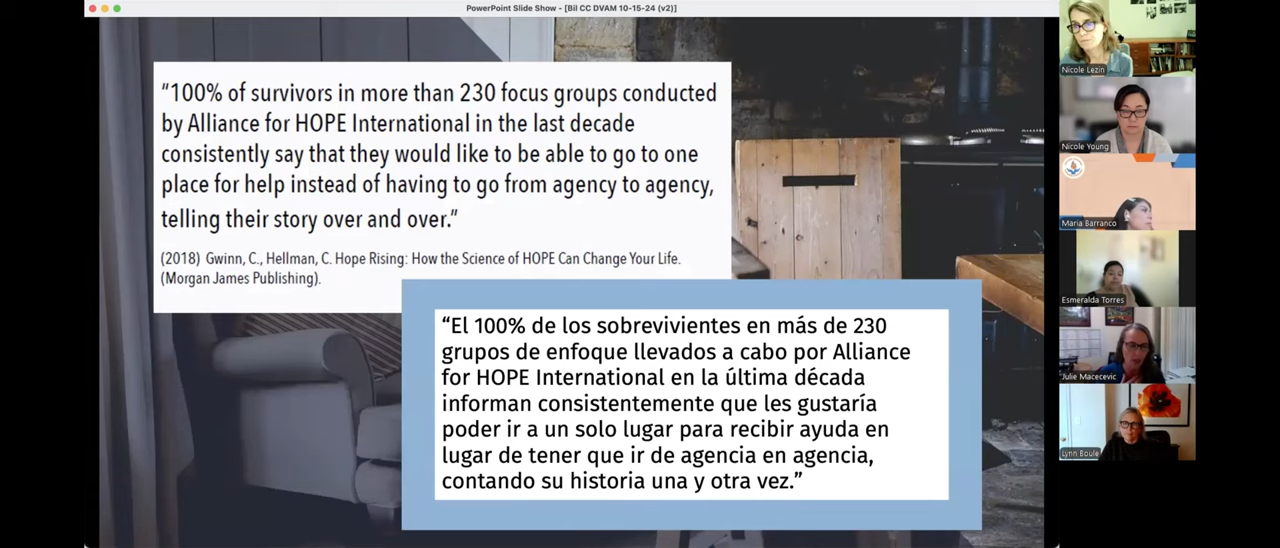 PowerPoint Slide Show - [Bil CC DVAM 10-15-24 (v2)]
“100% of survivors in more than 230 focus groups conducted
by Alliance for HOPE International in the last decade
consistently say that they would like to be able to go to one
place for help instead of having to go from agency to agency,
telling their story over and over.”
(2018) Gwinn, C., Hellman, C. Hope Rising: How the Science of HOPE Can Change Your Life.
(Morgan James Publishing).
“El 100% de los sobrevivientes en más de 230
grupos de enfoque llevados a cabo por Alliance
for HOPE International en la última década
informan consistentemente que les gustaría
poder ir a un solo lugar para recibir ayuda en
lugar de tener que ir de agencia en agencia,
contando su historia una y otra vez.”
Nicole Lezin
Nicole Young
Maria Barranco
Esmeralda Torres
Julie Macecevic
Lynn Boule